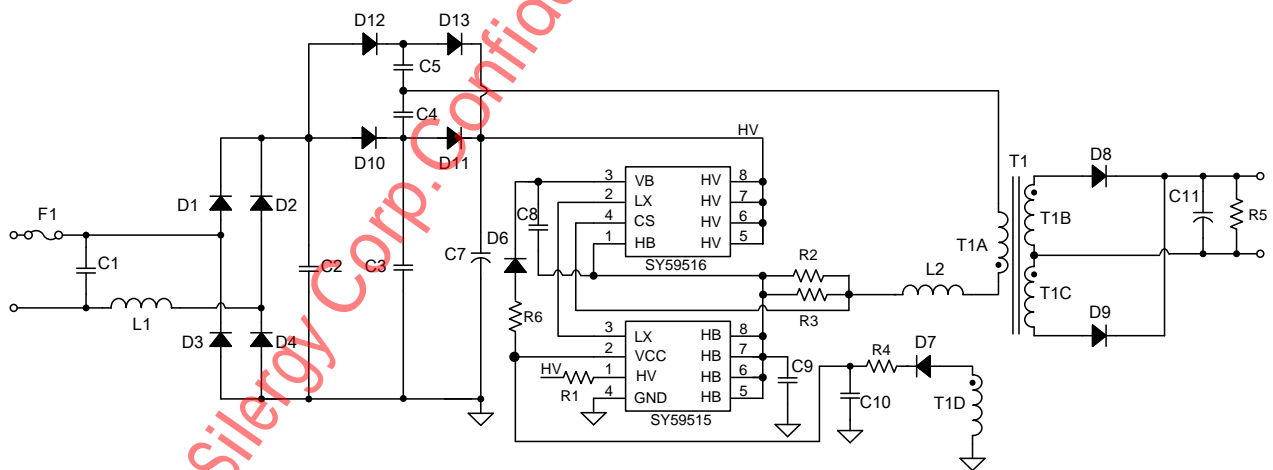 D12
D13
C5
C4
HV
D10
D11
T1
D8
3
VB
HV
8
D1
D2
2
LX
HV
7
C8
4
CS
HV
6
C11
R5
F1
D6
1
HB
HV
5
T1B
T1A
SY59516
R2
C1
C2
C3
C7
L2
T1C
L1
R3
R6
D9
D3
D4
3
LX
HB
8
2
VCC
HB
7
R4
D7
HV
1
HV
HB
6
C9
R1
4
GND
HB
5
C10
T1D
SY59515
Silergy Corp.Confid